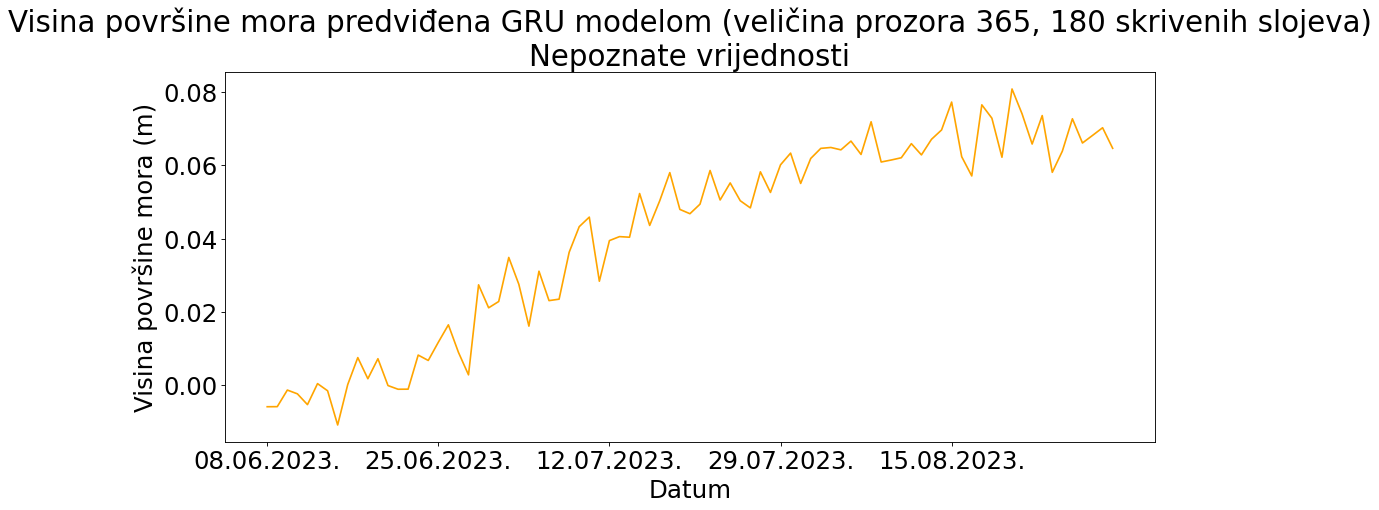 Visina površine mora predviđena GRU modelom (veličina prozora 365, 180 skrivenih slojeva)
Nepoznate vrijednosti
Visina površine mora (m)
0.08
0.06
0.04
0.02
0.00
08.06.2023. 25.06.2023. 12.07.2023. 29.07.2023. 15.08.2023.
Datum